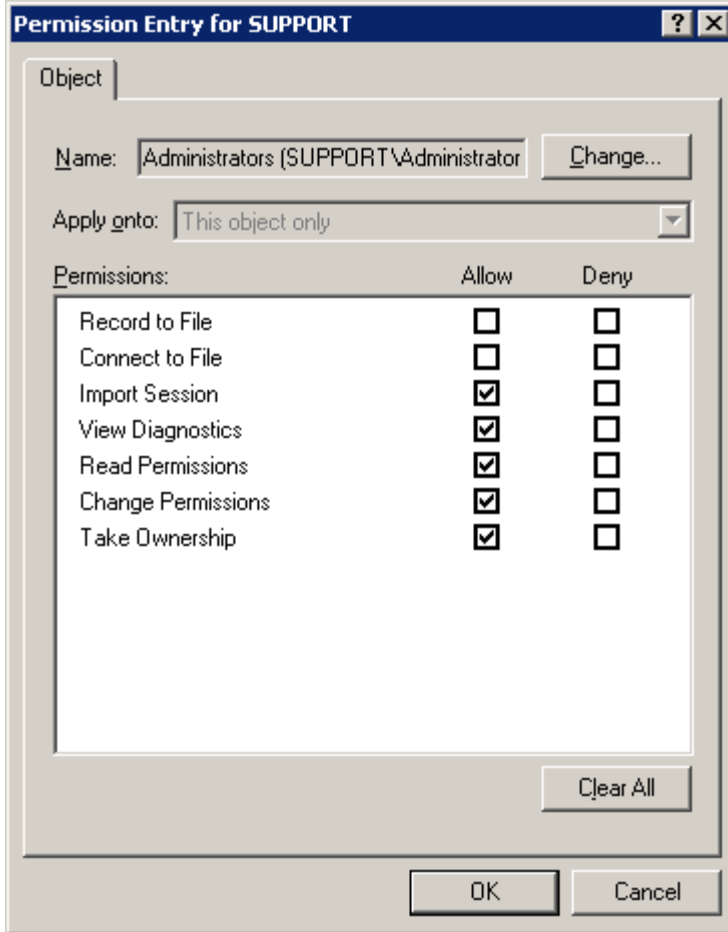 Permission Entry for SUPPORT
Object
Name: Administrators (SUPPORT\Administrator Change...
Apply onto: This object only
Permissions: Allow Deny
Record to File
Connect to File
Import Session
View Diagnostics
Read Permissions
Change Permissions
Take Ownership
Clear All
OK Cancel